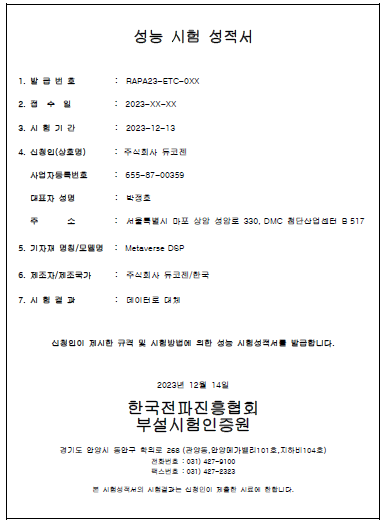 성능 시험 성적서
1. 발 급 번 호 : RAPA23-ETC-0XX
2. 접 수 일 : 2023-XX-XX
3. 시 험 기 간 : 2023-12-13
4. 신청인(상호명) : 주식회사 듀코젠
사업자등록번호 : 655-87-00359
대표자 성명 : 박정호
주 소 : 서울특별시 마포 상암 성암로 330, DMC 첨단산업센터 B 517
5. 기자재 명칭/모델명 : Metaverse DSP
6. 제조자/제조국가 : 주식회사 듀코젠/한국
7. 시 험 결 과 : 데이터로 대체
신청인이 제시한 규격 및 시험방법에 의한 성능 시험성적서를 발급합니다.
2023년 12월 14일
한국전파진흥협회
부설시험인증원
경기도 안양시 동안구 학의로 268 (관양동,안양메가밸리101호,지하비104호)
전화번호 : 031) 427-9100
팩스번호 : 031) 427-2323
본 시험성적서의 시험결과는 신청인이 제출한 시료에 한합니다.